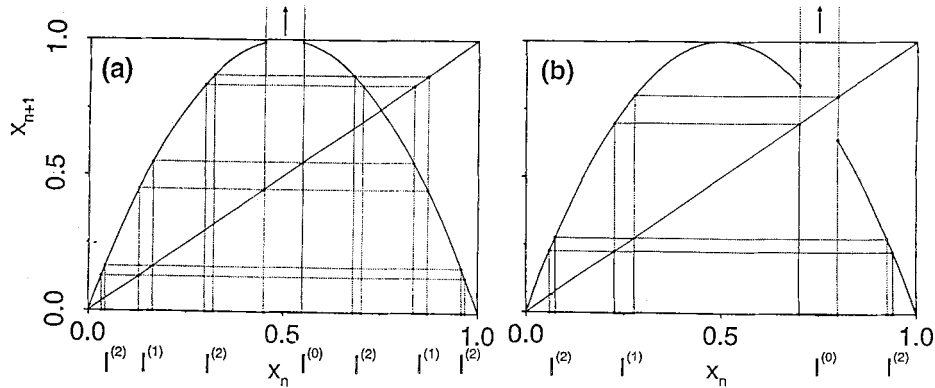 (a)
1.0
0.5
0.0
X_{n+1}
0.0 0.5 1.0
I^{(2)} I^{(1)} I^{(2)} X_n I^{(0)} I^{(2)} I^{(1)} I^{(2)}
(b)
0.0 0.5 1.0
I^{(2)} I^{(1)} X_n I^{(0)} I^{(2)}